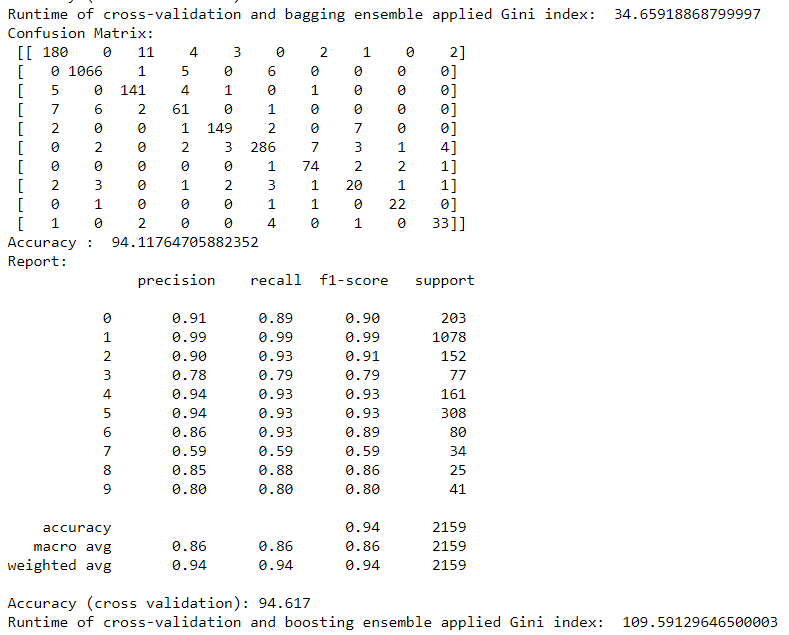 Runtime of cross-validation and bagging ensemble applied Gini index:  34.65918868799997
Confusion Matrix:
 [[ 180    0   11    4    3    0    2    1    0    2]
 [   0 1066    1    5    0    6    0    0    0    0]
 [   5    0  141    4    1    0    1    0    0    0]
 [   7    6    2   61    0    1    0    0    0    0]
 [   2    0    0    1  149    2    0    7    0    0]
 [   0    2    0    2    3  286    7    3    1    4]
 [   0    0    0    0    0    1   74    2    2    1]
 [   2    3    0    1    2    3    1   20    1    1]
 [   0    1    0    0    0    1    1    0   22    0]
 [   1    0    2    0    0    4    0    1    0   33]]
Accuracy :  94.11764705882352
Report:
              precision    recall  f1-score   support

           0       0.91      0.89      0.90       203
           1       0.99      0.99      0.99      1078
           2       0.90      0.93      0.91       152
           3       0.78      0.79      0.79        77
           4       0.94      0.93      0.93       161
           5       0.94      0.93      0.93       308
           6       0.86      0.93      0.89        80
           7       0.59      0.59      0.59        34
           8       0.85      0.88      0.86        25
           9       0.80      0.80      0.80        41

    accuracy                           0.94      2159
   macro avg       0.86      0.86      0.86      2159
weighted avg       0.94      0.94      0.94      2159

Accuracy (cross validation): 94.617
Runtime of cross-validation and boosting ensemble applied Gini index:  109.59129646500003